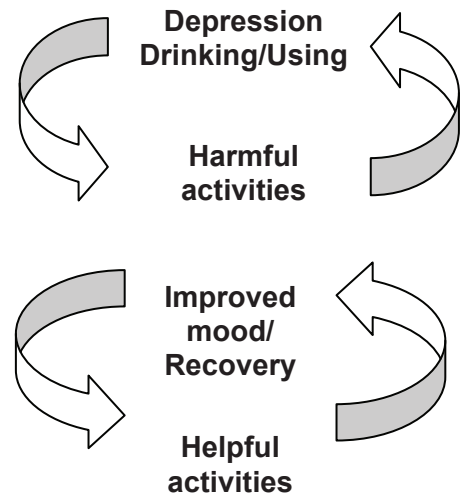 Depression
Drinking/Using
Harmful
activities
Improved
mood/
Recovery
Helpful
activities